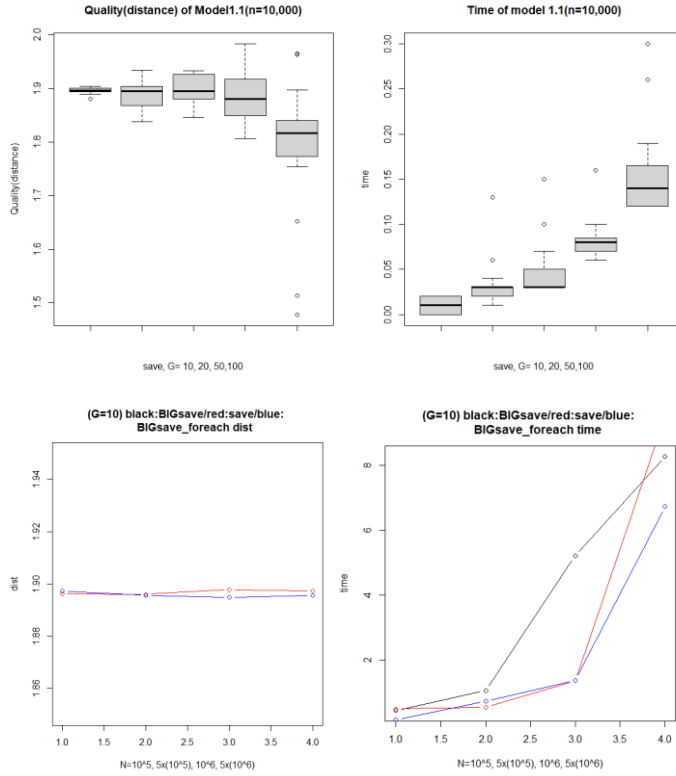 Quality(distance) of Model1.1(n=10,000)
Quality(distance)
2.0
1.9
1.8
1.7
1.6
1.5
save, G= 10, 20, 50,100
Time of model 1.1(n=10,000)
time
0.30
0.25
0.20
0.15
0.10
0.05
0.00
save, G= 10, 20, 50,100
(G=10) black:BIGsave/red:save/blue:
BIGsave_foreach dist
dist
1.94
1.92
1.90
1.88
1.86
1.0 1.5 2.0 2.5 3.0 3.5 4.0
N=10^5, 5x(10^5), 10^6, 5x(10^6)
(G=10) black:BIGsave/red:save/blue:
BIGsave_foreach time
time
8
6
4
2
1.0 1.5 2.0 2.5 3.0 3.5 4.0
N=10^5, 5x(10^5), 10^6, 5x(10^6)